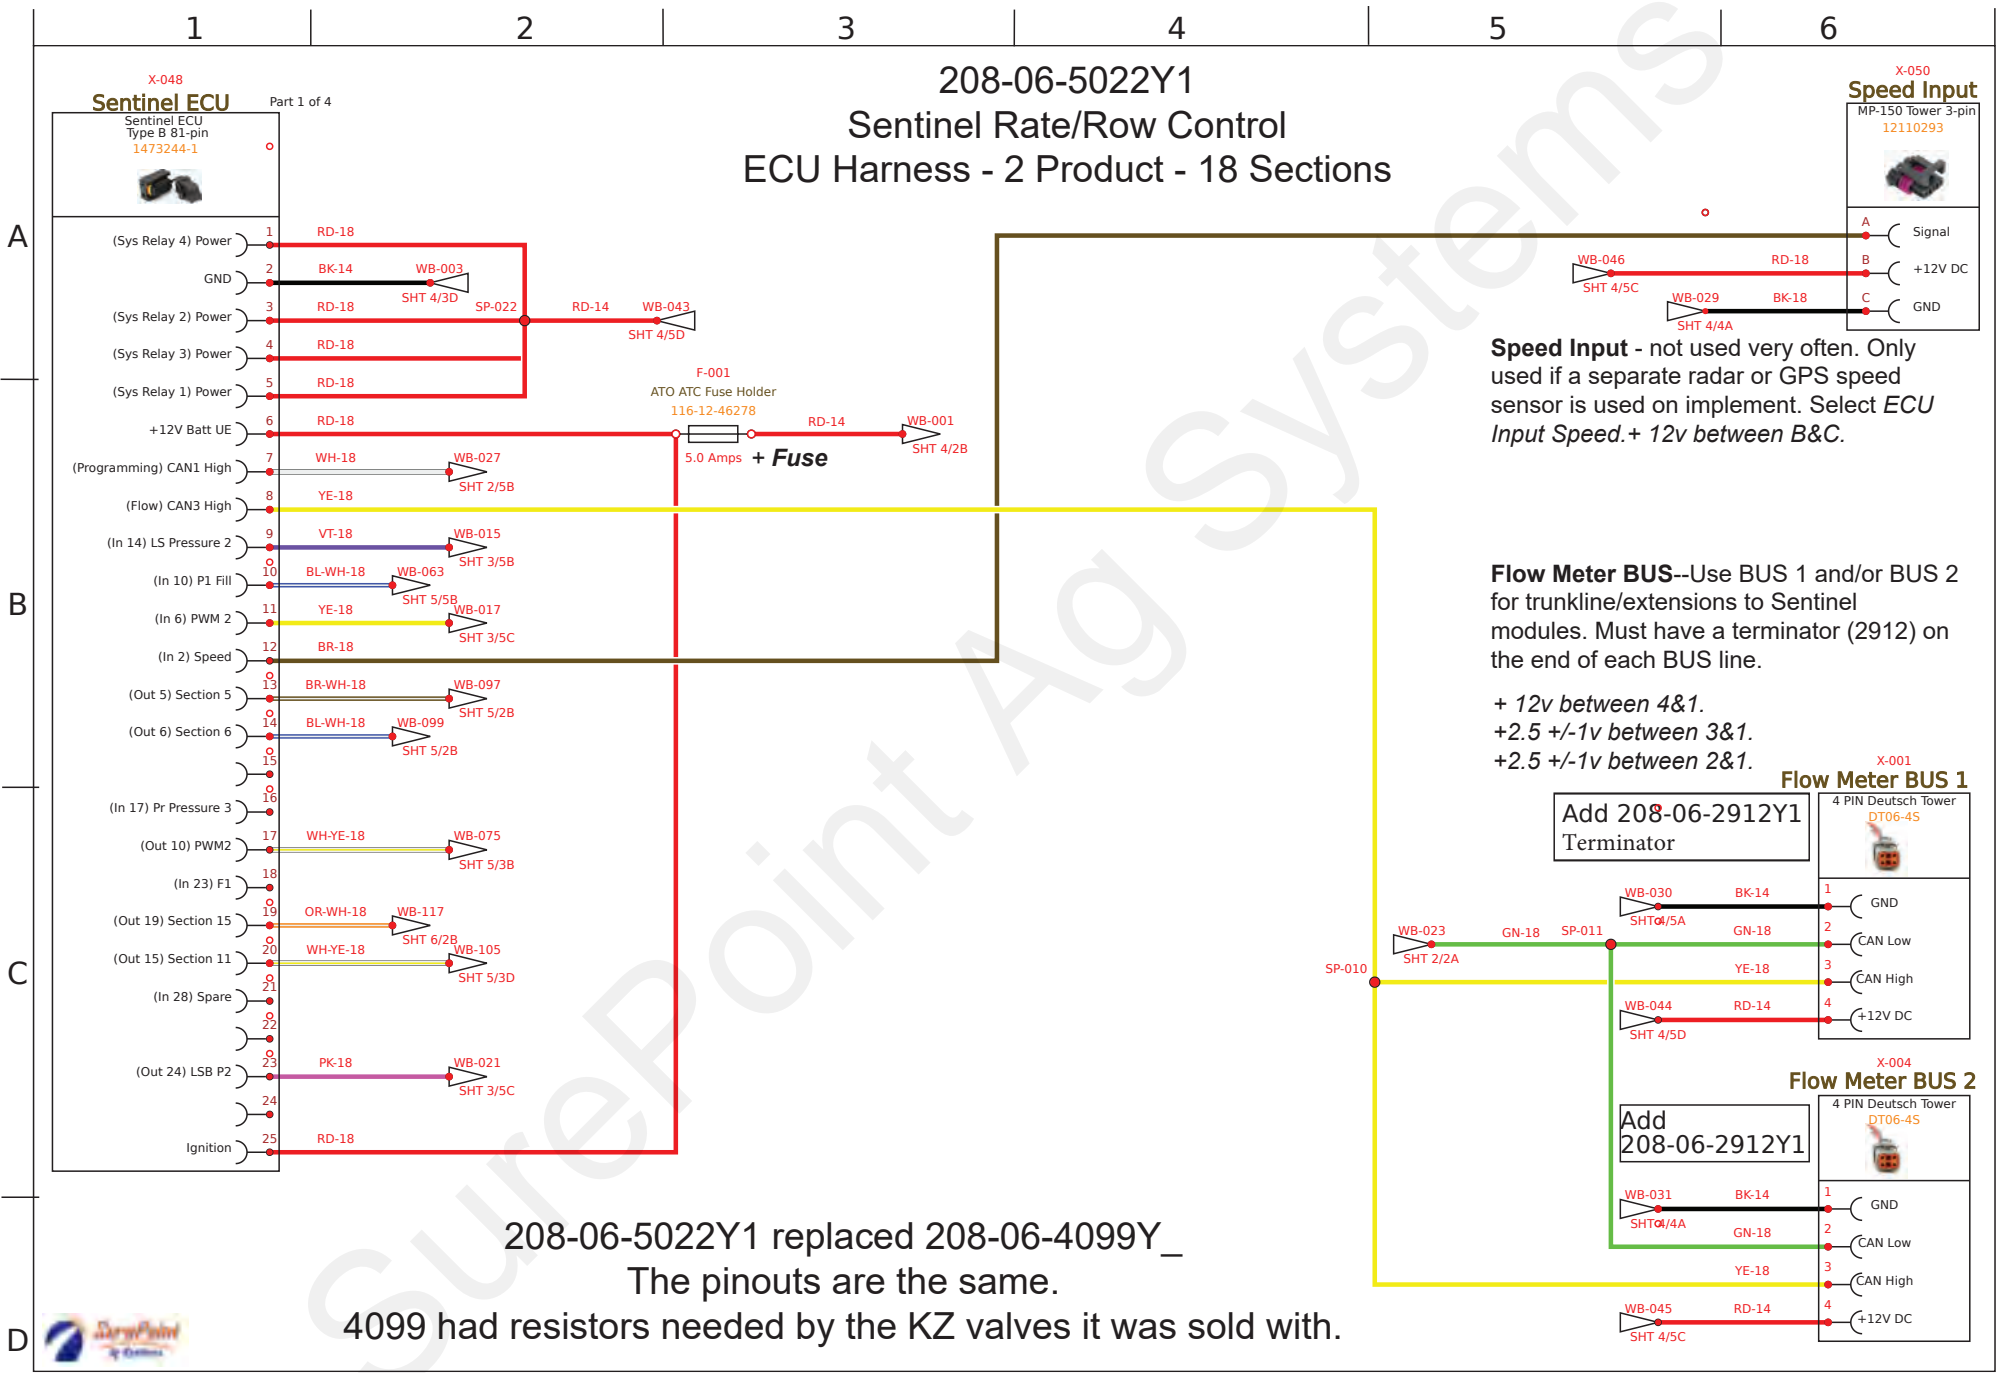 1 2 3 4 5 6
A
B
C
D
208-06-5022Y1
Sentinel Rate/Row Control
ECU Harness - 2 Product - 18 Sections
X-048
Sentinel ECU
Part 1 of 4
Sentinel ECU
Type B 81-pin
1473244-1
(Sys Relay 4) Power 1 RD-18
GND 2 BK-14 WB-003
SHT 4/3D
(Sys Relay 2) Power 3 RD-18 SP-022 RD-14 WB-043
SHT 4/5D
(Sys Relay 3) Power 4 RD-18
(Sys Relay 1) Power 5 RD-18
F-001
ATO ATC Fuse Holder
116-12-46278
+12V Batt UE 6 RD-18 RD-14 WB-001
SHT 4/2B
5.0 Amps + Fuse
(Programming) CAN1 High 7 WH-18 WB-027
SHT 2/5B
(Flow) CAN3 High 8 YE-18
(In 14) LS Pressure 2 9 VT-18 WB-015
SHT 3/5B
(In 10) P1 Fill 10 BL-WH-18 WB-063
SHT 5/5B
(In 6) PWM 2 11 YE-18 WB-017
SHT 3/5C
(In 2) Speed 12 BR-18
(Out 5) Section 5 13 BR-WH-18 WB-097
SHT 5/2B
(Out 6) Section 6 14 BL-WH-18 WB-099
SHT 5/2B
15
(In 17) Pr Pressure 3 16
(Out 10) PWM2 17 WH-YE-18 WB-075
SHT 5/3B
(In 23) F1 18
(Out 19) Section 15 19 OR-WH-18 WB-117
SHT 6/2B
(Out 15) Section 11 20 WH-YE-18 WB-105
SHT 5/3D
(In 28) Spare 21
22
(Out 24) LSB P2 23 PK-18 WB-021
SHT 3/5C
24
Ignition 25 RD-18
X-050
Speed Input
MP-150 Tower 3-pin
12110293
A Signal
WB-046 RD-18 B +12V DC
SHT 4/5C
WB-029 BK-18 C GND
SHT 4/4A
Speed Input - not used very often. Only
used if a separate radar or GPS speed
sensor is used on implement. Select ECU
Input Speed.+ 12v between B&C.
Flow Meter BUS--Use BUS 1 and/or BUS 2
for trunkline/extensions to Sentinel
modules. Must have a terminator (2912) on
the end of each BUS line.
+ 12v between 4&1.
+2.5 +/-1v between 3&1.
+2.5 +/-1v between 2&1.
X-001
Flow Meter BUS 1
4 PIN Deutsch Tower
DT06-4S
Add 208-06-2912Y1
Terminator
WB-030 BK-14 1 GND
SHT 4/5A
WB-023 GN-18 SP-011 GN-18 2 CAN Low
SHT 2/2A
SP-010 YE-18 3 CAN High
WB-044 RD-14 4 +12V DC
SHT 4/5D
X-004
Flow Meter BUS 2
4 PIN Deutsch Tower
DT06-4S
Add
208-06-2912Y1
WB-031 BK-14 1 GND
SHT 4/4A
GN-18 2 CAN Low
YE-18 3 CAN High
WB-045 RD-14 4 +12V DC
SHT 4/5C
208-06-5022Y1 replaced 208-06-4099Y_
The pinouts are the same.
4099 had resistors needed by the KZ valves it was sold with.
SurePoint
Ag Systems
SurePoint Ag Systems